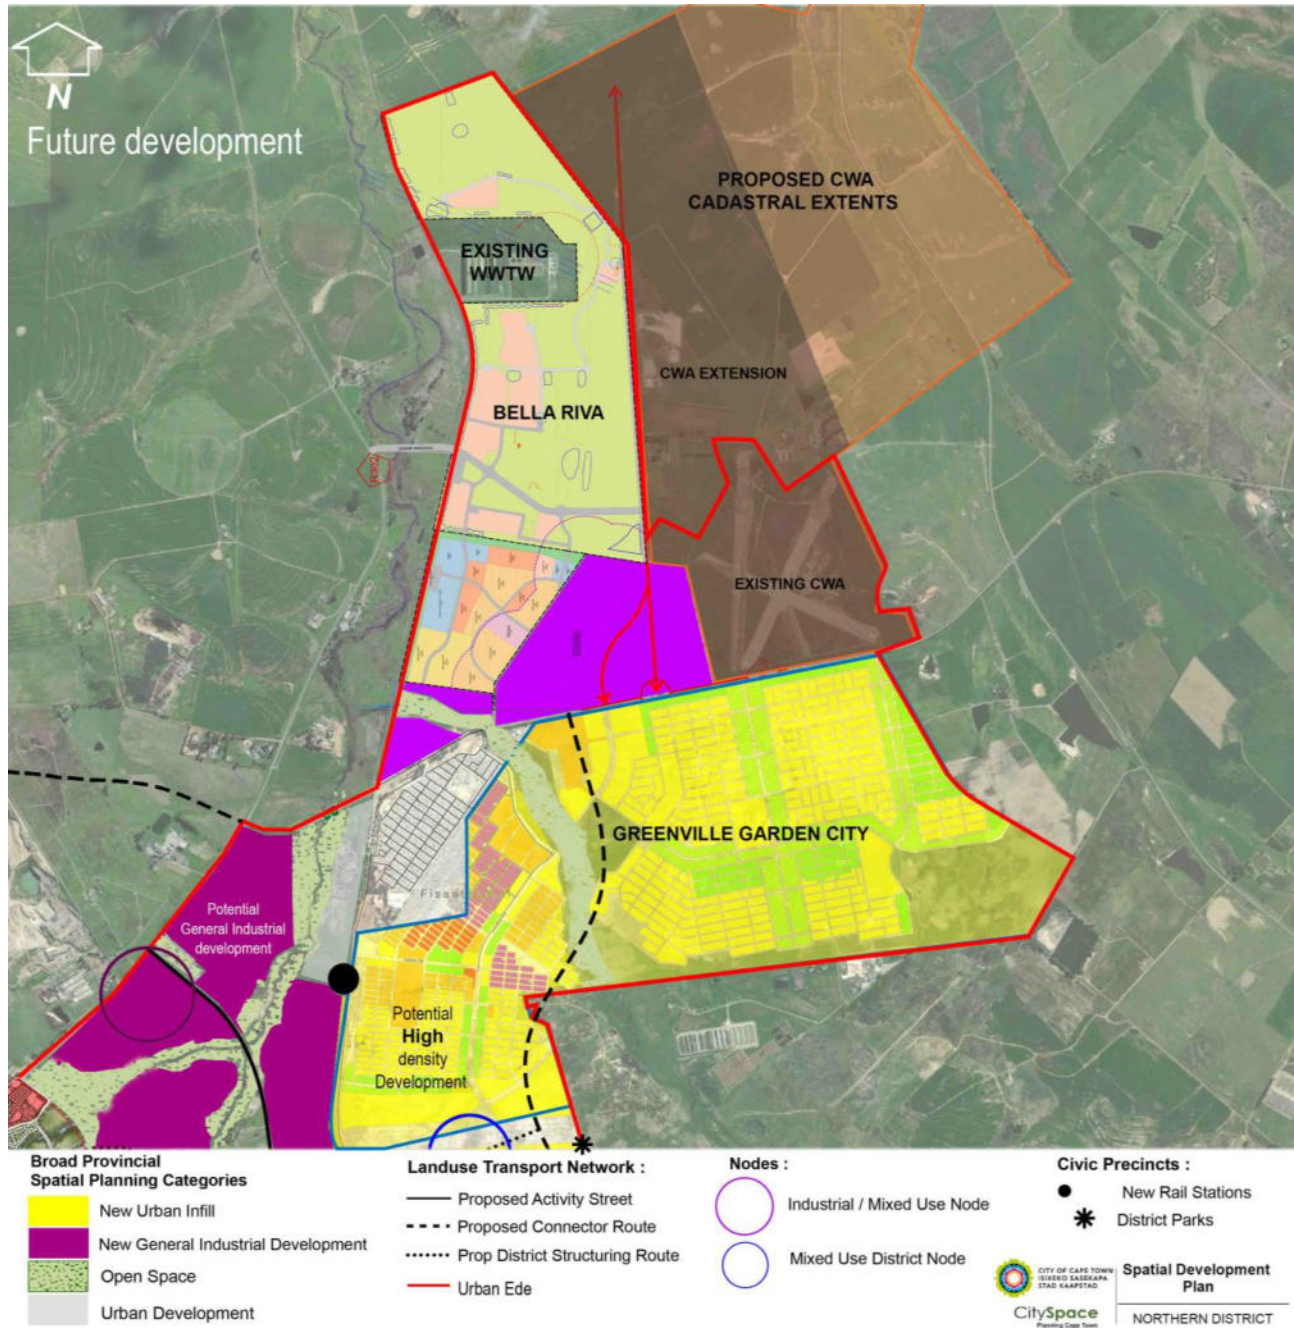 N
Future development
PROPOSED CWA
CADASTRAL EXTENTS
EXISTING
WWTW
CWA EXTENSION
BELLA RIVA
EXISTING CWA
GREENVILLE GARDEN CITY
Potential
General Industrial
development
Potential
High
density
Development
Broad Provincial
Spatial Planning Categories
New Urban Infill
New General Industrial Development
Open Space
Urban Development
Landuse Transport Network :
Proposed Activity Street
Proposed Connector Route
Prop District Structuring Route
Urban Ede
Nodes :
Industrial / Mixed Use Node
Mixed Use District Node
Civic Precincts :
New Rail Stations
District Parks
CITY OF CAPE TOWN
ISIXEKO SASEKAPA
STAD KAAPSTAD
CitySpace
Planning Cape Town
Spatial Development
Plan
NORTHERN DISTRICT